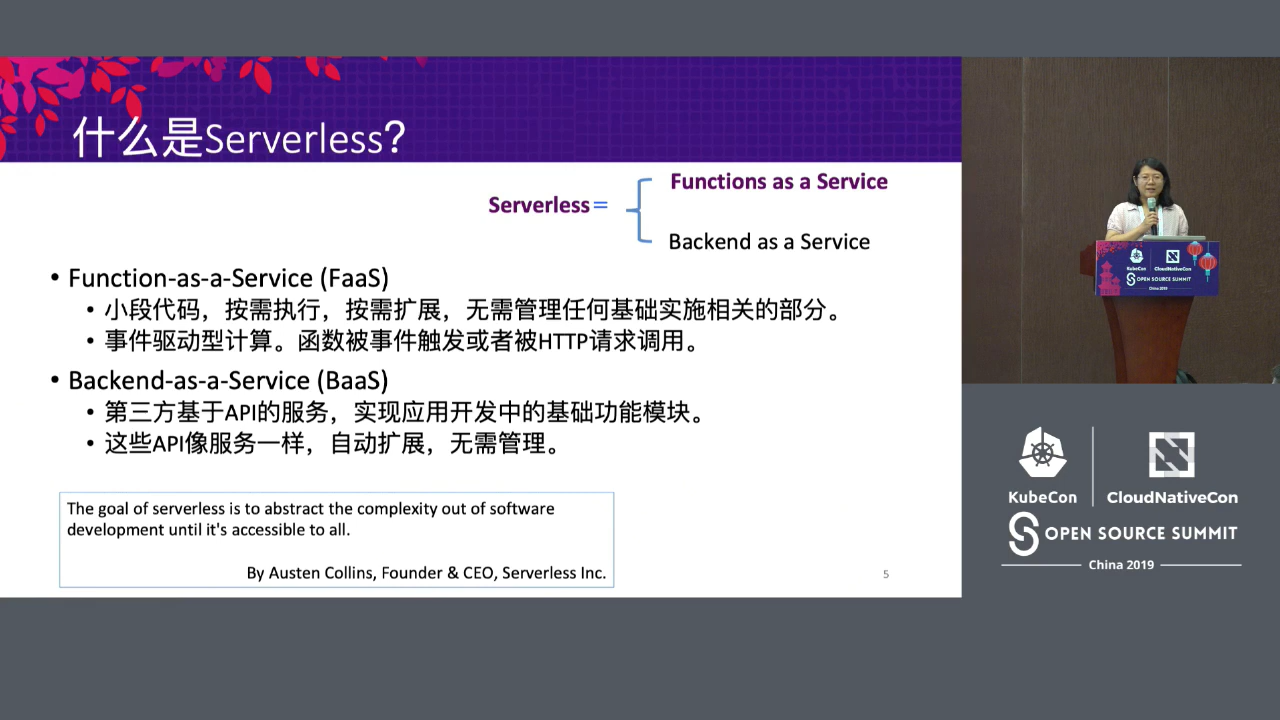 什么是Serverless?
Serverless =
Functions as a Service
Backend as a Service
• Function-as-a-Service (FaaS)
• 小段代码，按需执行，按需扩展，无需管理任何基础实施相关的部分。
• 事件驱动型计算。函数被事件触发或者被HTTP请求调用。
• Backend-as-a-Service (BaaS)
• 第三方基于API的服务，实现应用开发中的基础功能模块。
• 这些API像服务一样，自动扩展，无需管理。
The goal of serverless is to abstract the complexity out of software
development until it's accessible to all.
By Austen Collins, Founder & CEO, Serverless Inc.
5
KubeCon
CloudNativeCon
OPEN SOURCE SUMMIT
China 2019
KubeCon
CloudNativeCon
OPEN SOURCE SUMMIT
China 2019